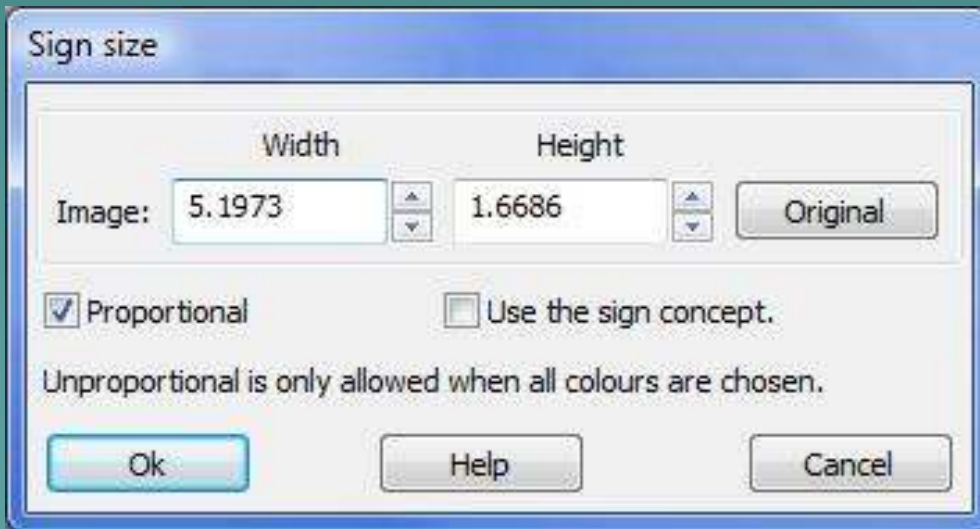 Sign size
Width Height
Image: 5.1973 1.6686 Original
Proportional Use the sign concept.
Unproportional is only allowed when all colours are chosen.
Ok Help Cancel